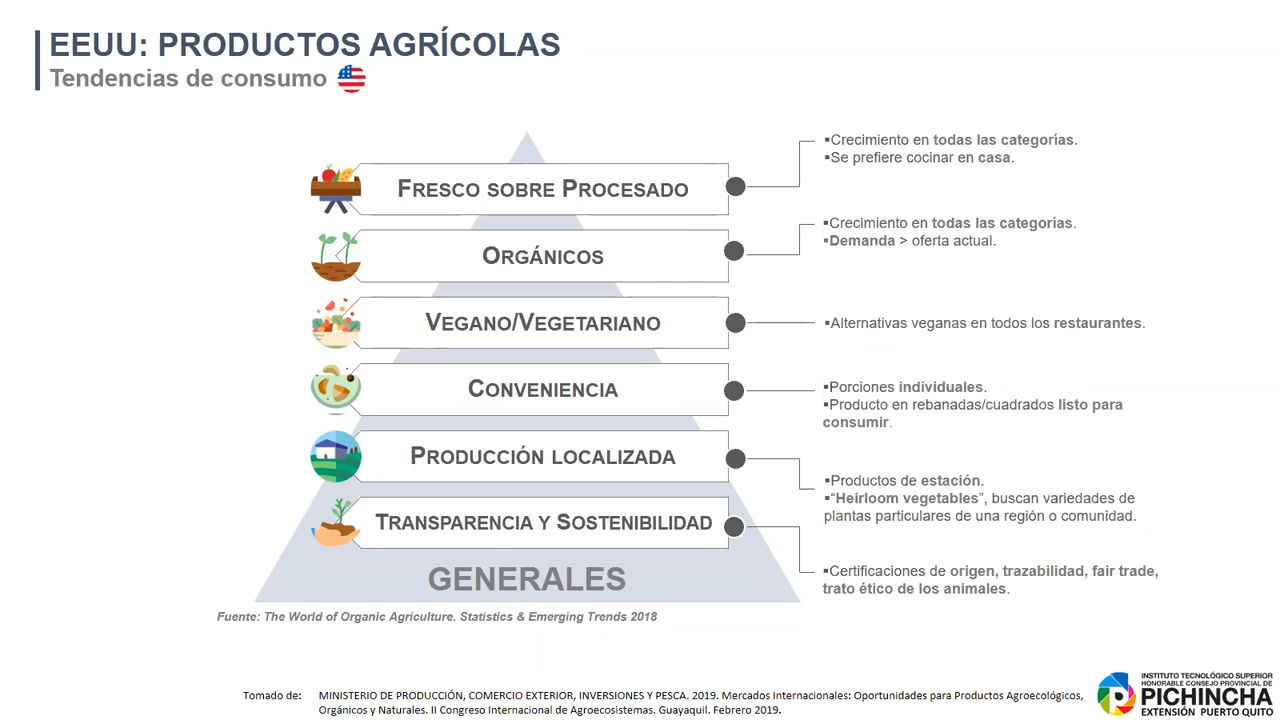 EEUU: PRODUCTOS AGRÍCOLAS
Tendencias de consumo
FRESCO SOBRE PROCESADO
▪Crecimiento en todas las categorías.
▪Se prefiere cocinar en casa.
ORGÁNICOS
▪Crecimiento en todas las categorías.
▪Demanda > oferta actual.
VEGANO/VEGETARIANO
▪Alternativas veganas en todos los restaurantes.
CONVENIENCIA
▪Porciones individuales.
▪Producto en rebanadas/cuadrados listo para
consumir.
PRODUCCIÓN LOCALIZADA
▪Productos de estación.
▪“Heirloom vegetables”, buscan variedades de
plantas particulares de una región o comunidad.
TRANSPARENCIA Y SOSTENIBILIDAD
▪Certificaciones de origen, trazabilidad, fair trade,
trato ético de los animales.
GENERALES
Fuente: The World of Organic Agriculture. Statistics & Emerging Trends 2018
Tomado de: MINISTERIO DE PRODUCCIÓN, COMERCIO EXTERIOR, INVERSIONES Y PESCA. 2019. Mercados Internacionales: Oportunidades para Productos Agroecológicos,
Orgánicos y Naturales. II Congreso Internacional de Agroecosistemas. Guayaquil. Febrero 2019.
INSTITUTO TECNOLÓGICO SUPERIOR
HONORABLE CONSEJO PROVINCIAL DE
PICHINCHA
EXTENSIÓN PUERTO QUITO